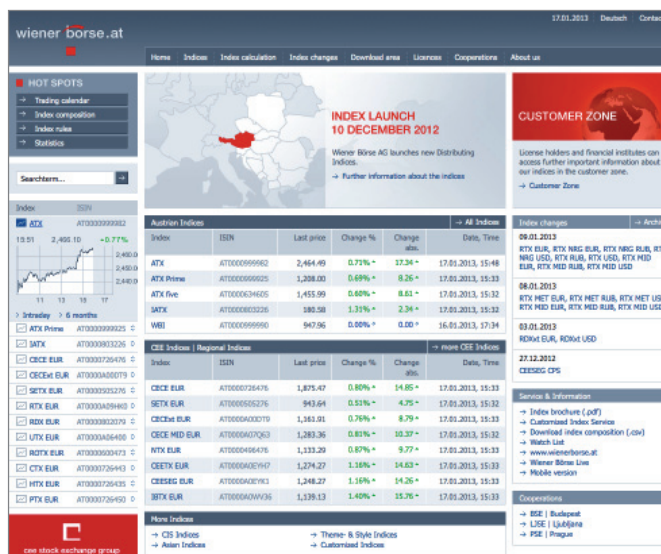 17.01.2013 Deutsch Contac
wiener börse.at
Home Indices Index calculation Index changes Download area Licences Cooperations About us
HOT SPOTS
→ Trading calendar
→ Index composition
→ Index rules
→ Statistics
Searchterm...
Index ISIN
ATX AT0000999982
15:51 2,466.10 +0.77%
2,480.0
2,460.0
2,440.0
11 13 15 17
Intraday 6 months
ATX Prime AT0000999925
IATX AT0000803226
CECE EUR AT0000726476
CECExt EUR AT0000A00DT9
SETX EUR AT0000505276
RTX EUR AT0000A09HK0
RDX EUR AT0000802079
UTX EUR AT0000A06400
ROTX EUR AT0000600473
CTX EUR AT0000726443
HTX EUR AT0000726435
PTX EUR AT0000726450
cee stock exchange group
INDEX LAUNCH
10 DECEMBER 2012
Wiener Börse AG launches new Distributing
Indices.
→ Further information about the indices
Austrian Indices → All Indices
Index ISIN Last price Change % Change abs. Date, Time
ATX AT0000999982 2,464.49 0.71% 17.34 17.01.2013, 15:48
ATX Prime AT0000999925 1,208.00 0.69% 8.26 17.01.2013, 15:33
ATX five AT0000634605 1,455.99 0.60% 8.61 17.01.2013, 15:32
IATX AT0000803226 180.58 1.31% 2.34 17.01.2013, 15:32
WBI AT0000999990 947.96 0.00% 0.00 16.01.2013, 17:34
CEE Indices | Regional Indices → more CEE Indices
Index ISIN Last price Change % Change abs. Date, Time
CECE EUR AT0000726476 1,875.47 0.80% 14.85 17.01.2013, 15:33
SETX EUR AT0000505276 943.64 0.51% 4.75 17.01.2013, 15:32
CECExt EUR AT0000A00DT9 1,161.91 0.76% 8.79 17.01.2013, 15:33
CECE MID EUR AT0000A07Q63 1,283.36 0.81% 10.37 17.01.2013, 15:32
NTX EUR AT0000496476 1,133.29 0.87% 9.77 17.01.2013, 15:33
CEETX EUR AT0000A0EYH7 1,274.27 1.16% 14.63 17.01.2013, 15:33
CEESEG EUR AT0000A0EYK1 1,248.27 1.16% 14.26 17.01.2013, 15:33
IBTX EUR AT0000A0WV36 1,139.13 1.40% 15.76 17.01.2013, 15:33
More Indices
→ CIS Indices → Theme- & Style Indices
→ Asian Indices → Customized Indices
CUSTOMER ZONE
License holders and financial institutes can
access further important information about
our indices in the customer zone.
→ Customer Zone
Index changes → Archi
09.01.2013
RTX EUR, RTX NRG EUR, RTX NRG RUB, RT
NRG USD, RTX RUB, RTX USD, RTX MID
EUR, RTX MID RUB, RTX MID USD
08.01.2013
RTX MET EUR, RTX MET RUB, RTX MET US
RTX MID EUR, RTX MID RUB, RTX MID USD
03.01.2013
RDXxt EUR, RDXxt USD
27.12.2012
CEESEG CPS
Service & Information
→ Index brochure (.pdf)
→ Customized Index Service
→ Download index composition (.csv)
→ Watch List
→ www.wienerborse.at
→ Wiener Börse Live
→ Mobile version
Cooperations
→ BSE | Budapest
→ LJSE | Ljubljana
→ PSE | Prague